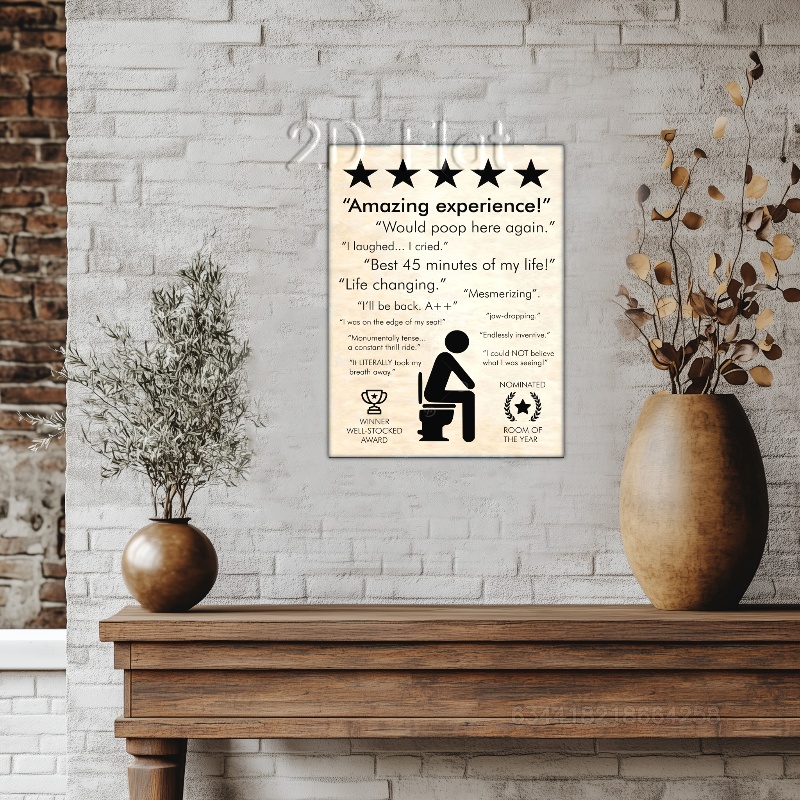 2D Flat
“Amazing experience!”
“Would poop here again.”
“I laughed... I cried.”
“Best 45 minutes of my life!”
“Life changing.”
“Mesmerizing”.
“I’ll be back. A++”
“jaw-dropping.”
“I was on the edge of my seat!”
“Endlessly inventive.”
“Monumentally tense...
a constant thrill ride.”
“I could NOT believe
what I was seeing!”
“It LITERALLY took my
breath away.”
NOMINATED
WINNER
WELL-STOCKED
AWARD
ROOM OF
THE YEAR